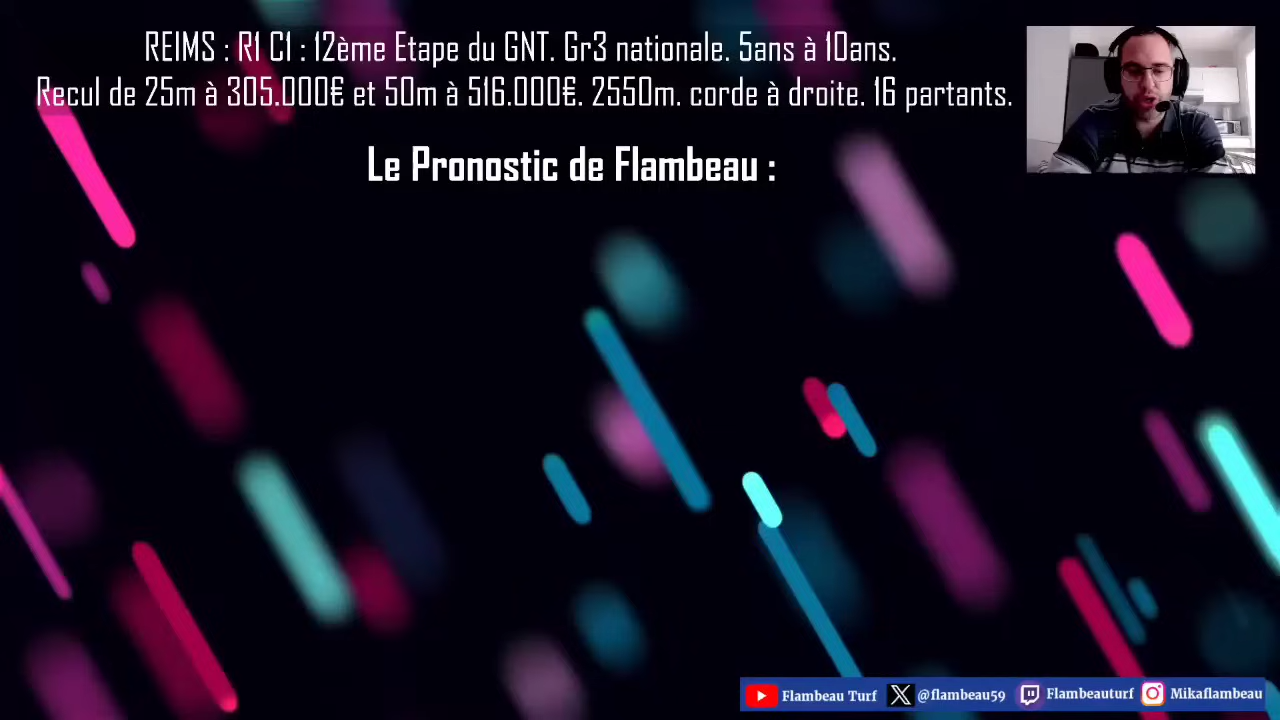 REIMS : R1 C1 : 12ème Etape du GNT. Gr3 nationale. 5ans à 10ans.
Recul de 25m à 305.000€ et 50m à 516.000€. 2550m. corde à droite. 16 partants.
Le Pronostic de Flambeau :
Flambeau Turf @flambeau59 Flambeauturf Mikaflambeau